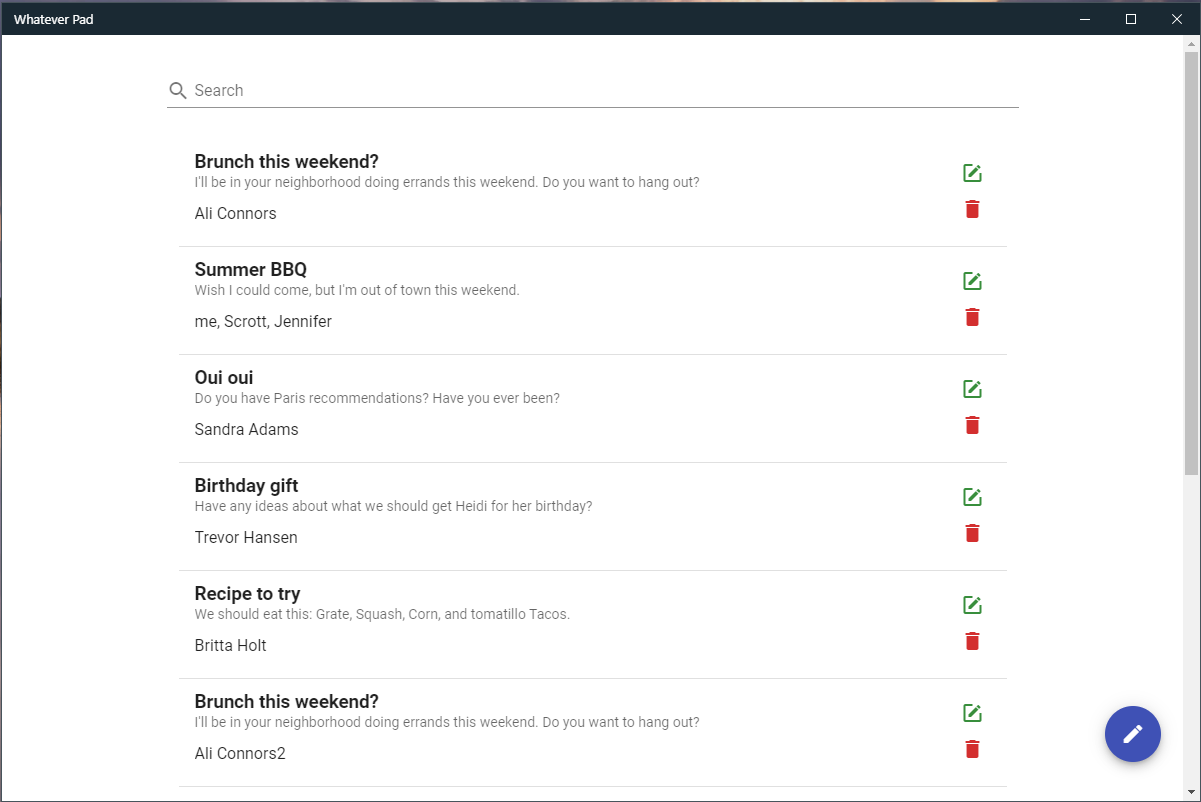 Whatever Pad
Search
Brunch this weekend?
I'll be in your neighborhood doing errands this weekend. Do you want to hang out?
Ali Connors
Summer BBQ
Wish I could come, but I'm out of town this weekend.
me, Scrott, Jennifer
Oui oui
Do you have Paris recommendations? Have you ever been?
Sandra Adams
Birthday gift
Have any ideas about what we should get Heidi for her birthday?
Trevor Hansen
Recipe to try
We should eat this: Grate, Squash, Corn, and tomatillo Tacos.
Britta Holt
Brunch this weekend?
I'll be in your neighborhood doing errands this weekend. Do you want to hang out?
Ali Connors2